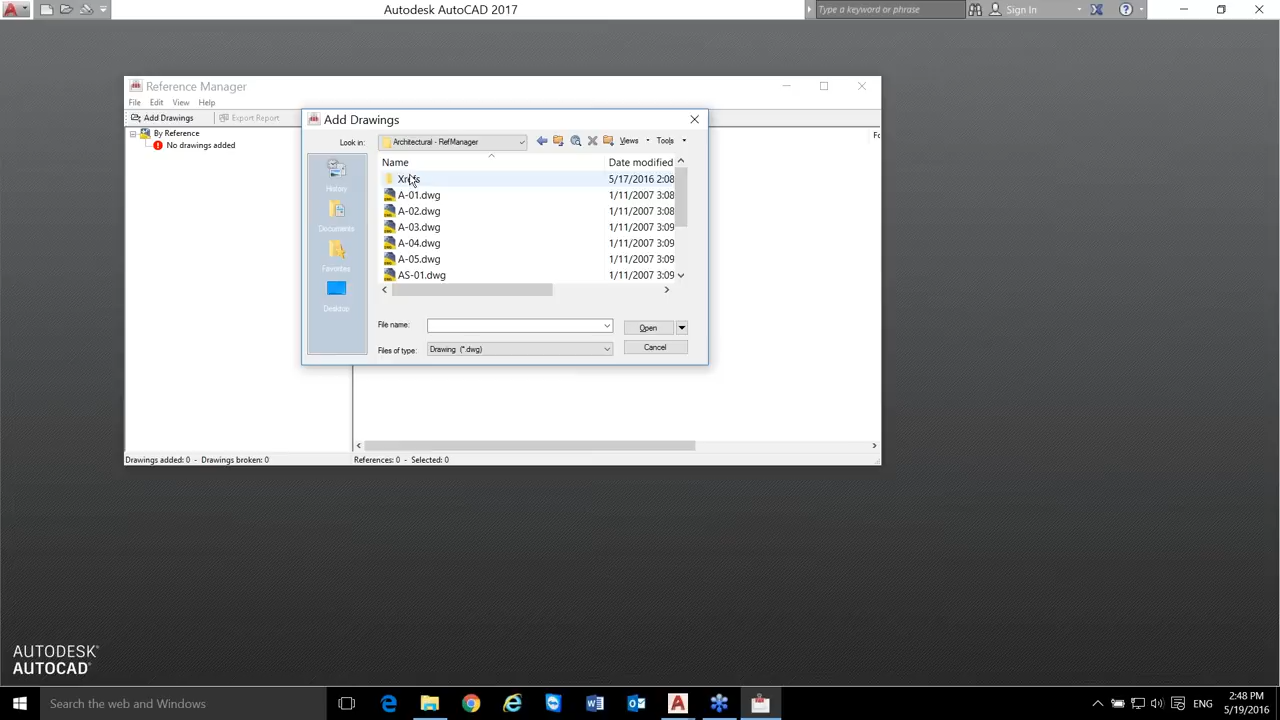 Autodesk AutoCAD 2017
Type a keyword or phrase
Sign In
Reference Manager
File Edit View Help
Add Drawings
Export Report
By Reference
No drawings added
Add Drawings
Look in:
Architectural - RefManager
Views
Tools
Name
Date modified
5/17/2016 2:08
A-01.dwg 1/11/2007 3:08
A-02.dwg 1/11/2007 3:08
A-03.dwg 1/11/2007 3:09
A-04.dwg 1/11/2007 3:09
A-05.dwg 1/11/2007 3:09
AS-01.dwg 1/11/2007 3:09
History
Documents
Favorites
Desktop
File name:
Open
Files of type:
Drawing (*.dwg)
Cancel
Drawings added: 0 - Drawings broken: 0
References: 0 - Selected: 0
AUTODESK®
AUTOCAD®
Search the web and Windows
ENG
2:48 PM
5/19/2016